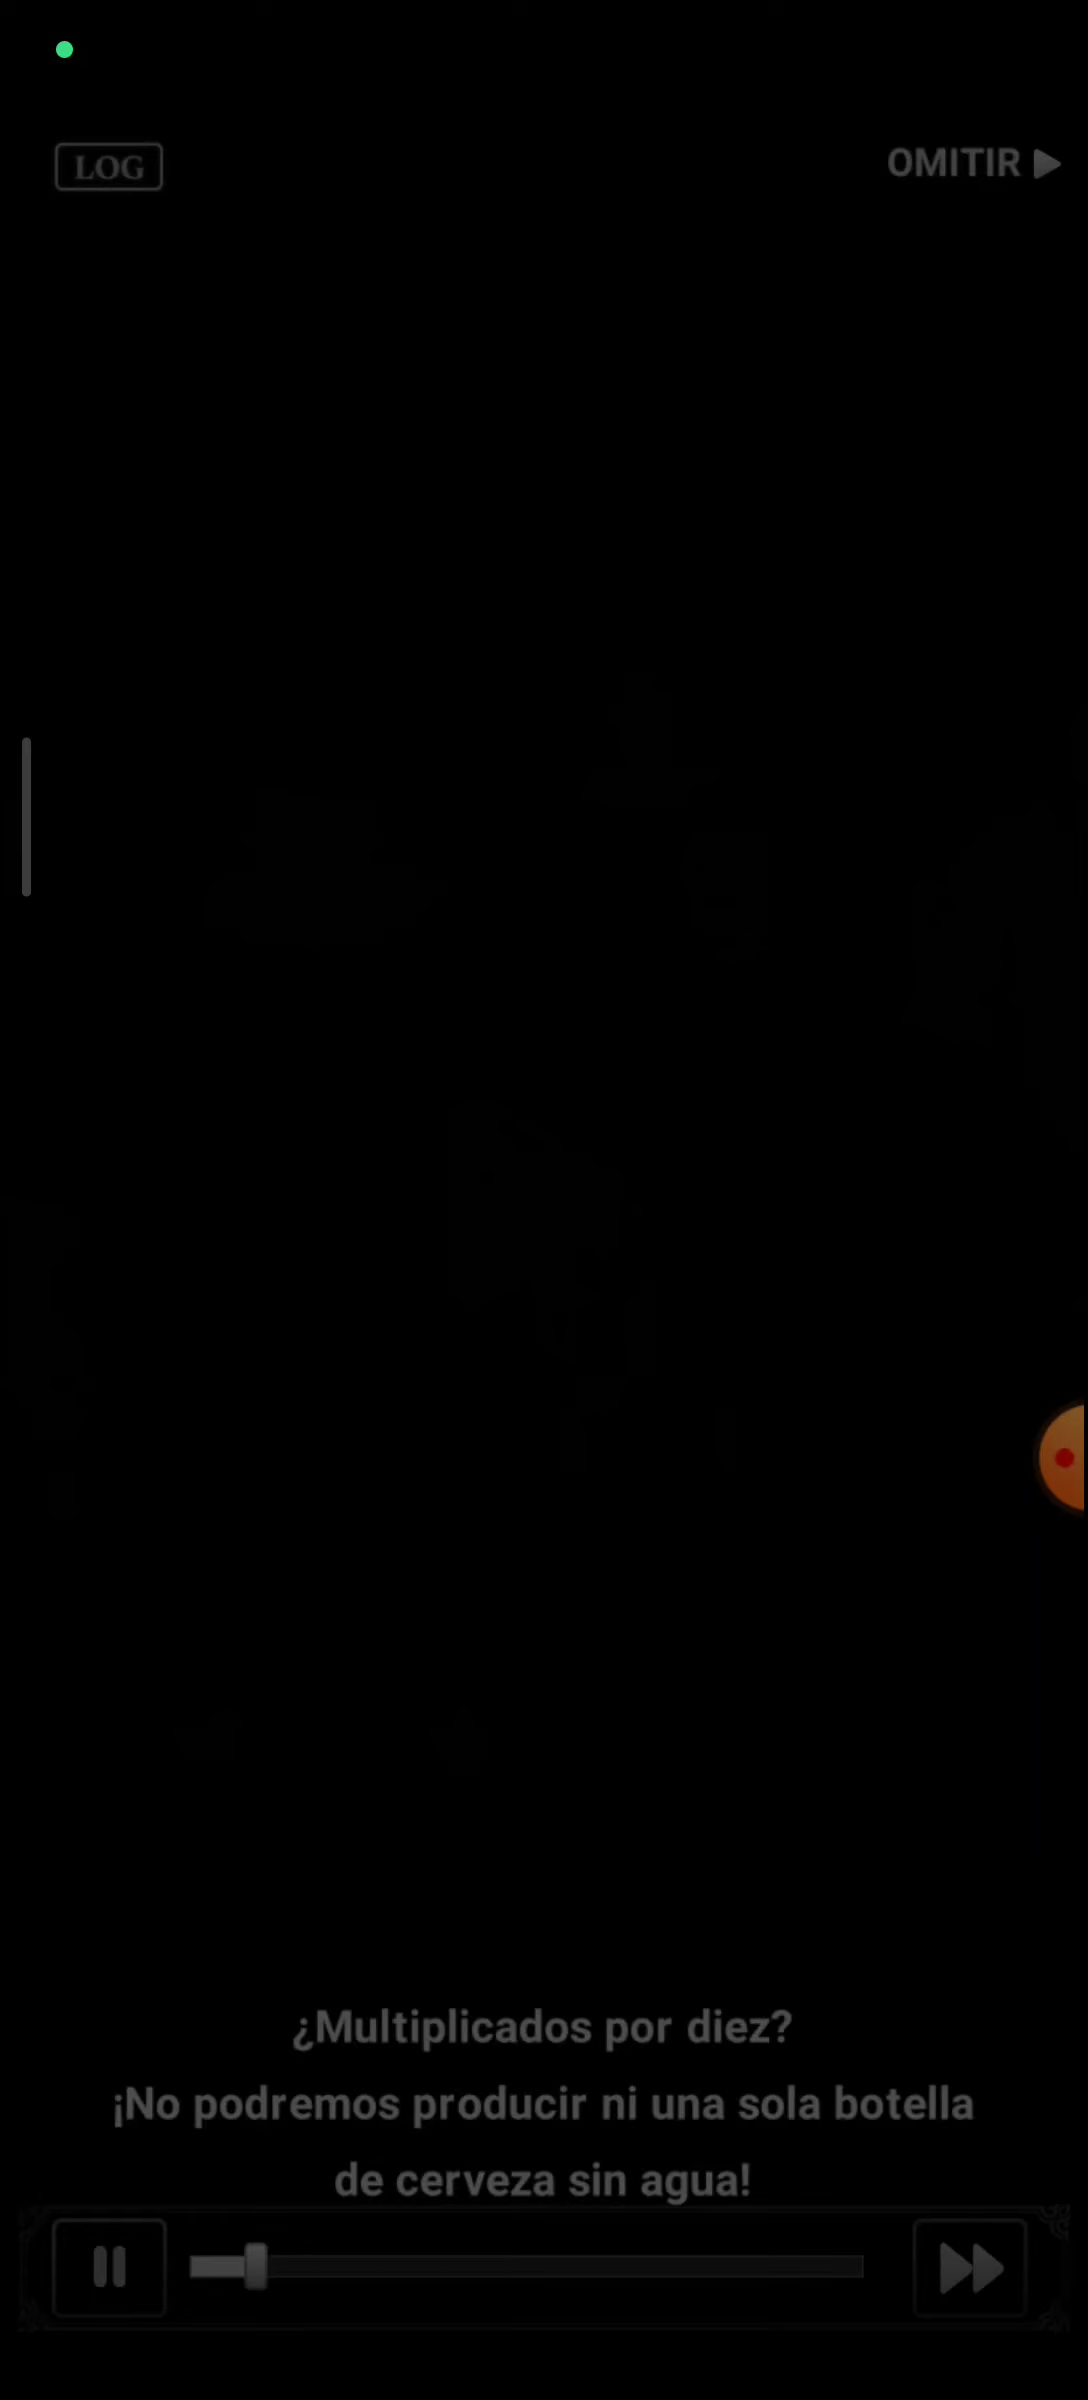 LOG
OMITIR
¿Multiplicados por diez?
¡No podremos producir ni una sola botella
de cerveza sin agua!